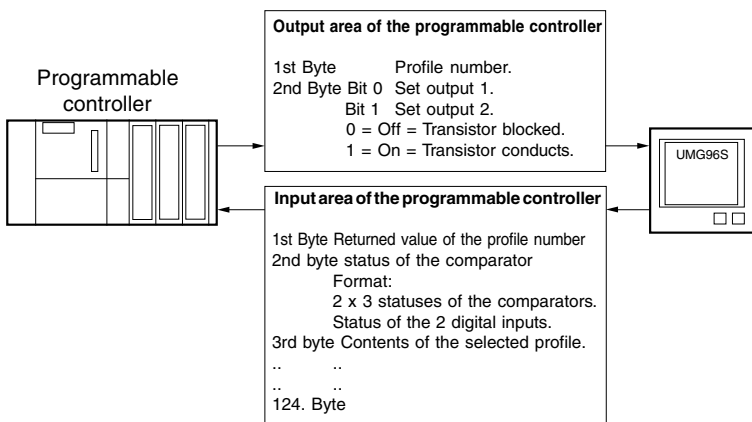 Programmable
controller
Output area of the programmable controller
1st Byte Profile number.
2nd Byte Bit 0 Set output 1.
Bit 1 Set output 2.
0 = Off = Transistor blocked.
1 = On = Transistor conducts.
UMG96S
Input area of the programmable controller
1st Byte Returned value of the profile number
2nd byte status of the comparator
Format:
2 x 3 statuses of the comparators.
Status of the 2 digital inputs.
3rd byte Contents of the selected profile.
.. ..
.. ..
124. Byte